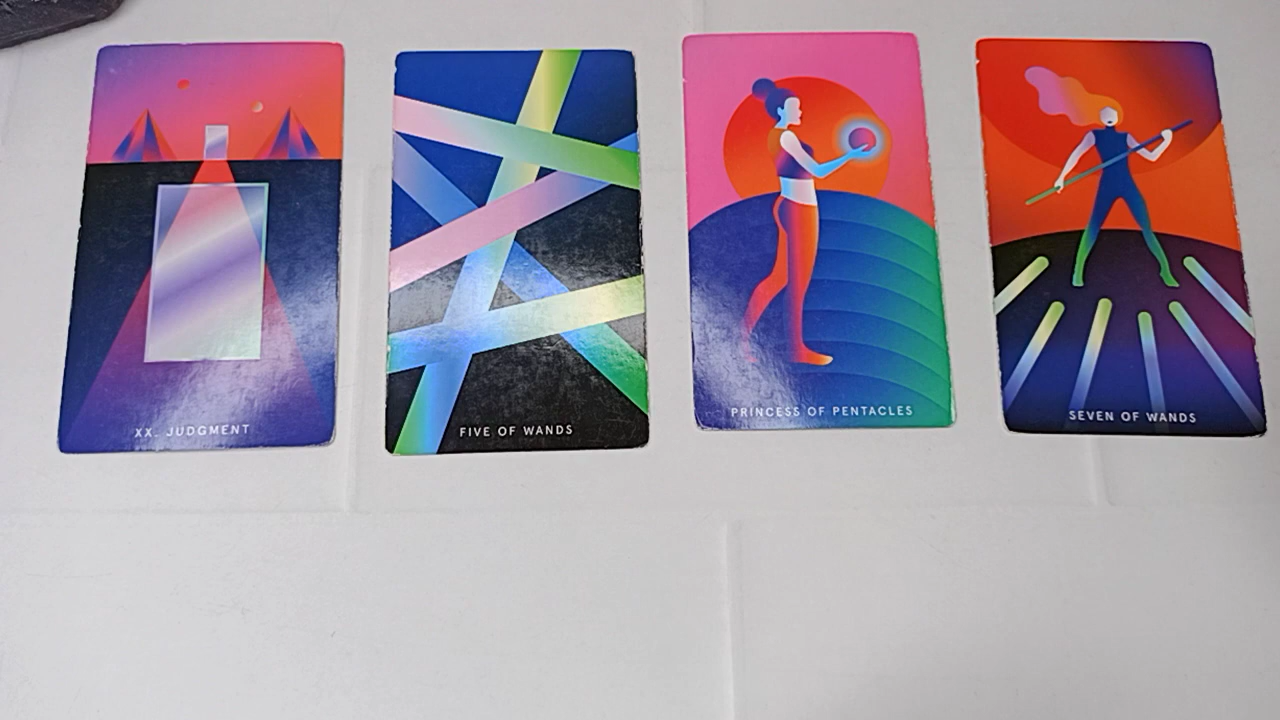 XX. JUDGMENT
FIVE OF WANDS
PRINCESS OF PENTACLES
SEVEN OF WANDS